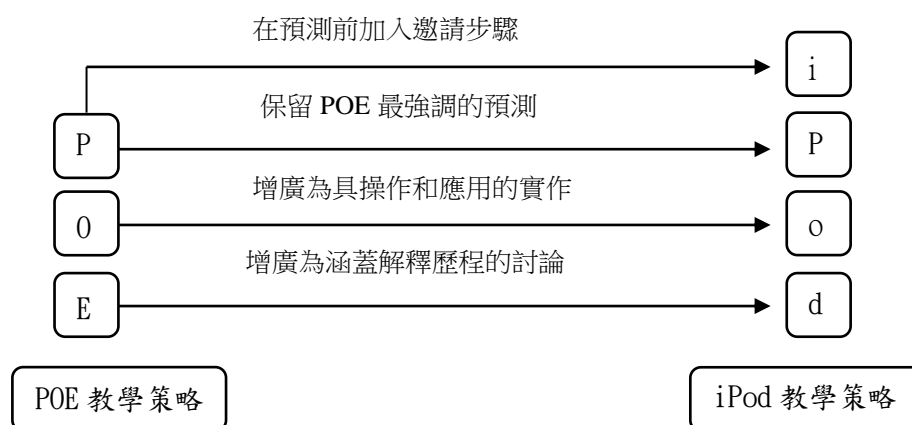 在預測前加入邀請步驟
i
保留 POE 最強調的預測
P
P
增廣為具操作和應用的實作
O
o
增廣為涵蓋解釋歷程的討論
E
d
POE 教學策略
iPod 教學策略